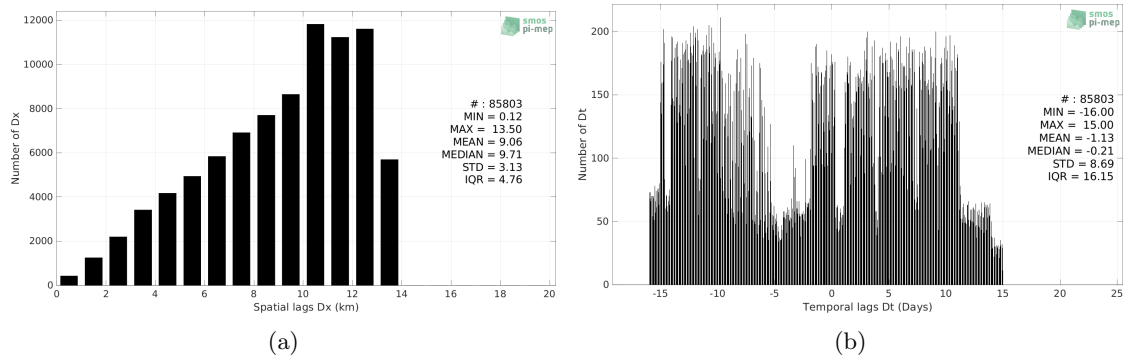 12000
10000
8000
6000
4000
2000
0
Number of Dx
0 2 4 6 8 10 12 14 16 18 20
Spatial lags Dx (km)
smos
pi-mep
# : 85803
MIN = 0.12
MAX = 13.50
MEAN = 9.06
MEDIAN = 9.71
STD = 3.13
IQR = 4.76
(a)
200
150
100
50
0
Number of Dt
-15 -10 -5 0 5 10 15 20 25
Temporal lags Dt (Days)
smos
pi-mep
# : 85803
MIN = -16.00
MAX = 15.00
MEAN = -1.13
MEDIAN = -0.21
STD = 8.69
IQR = 16.15
(b)